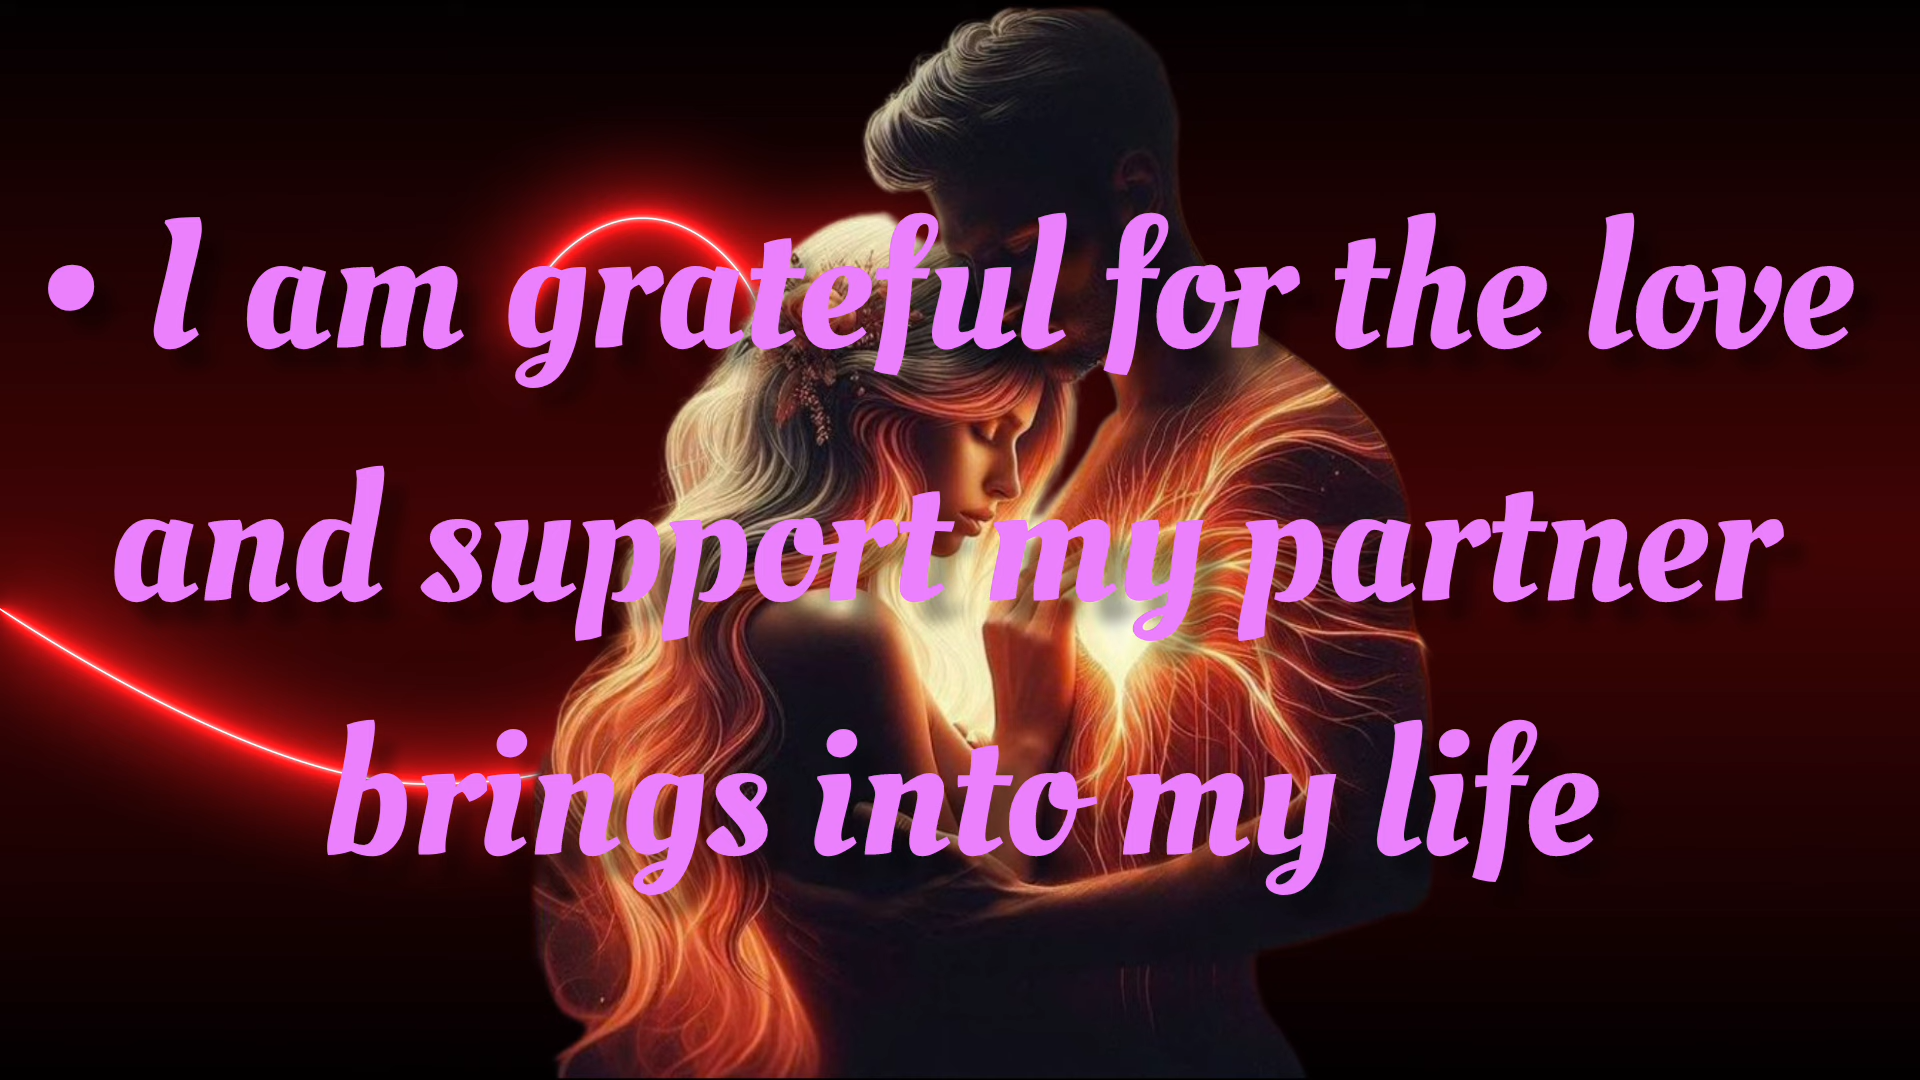 • I am grateful for the love
and support my partner
brings into my life